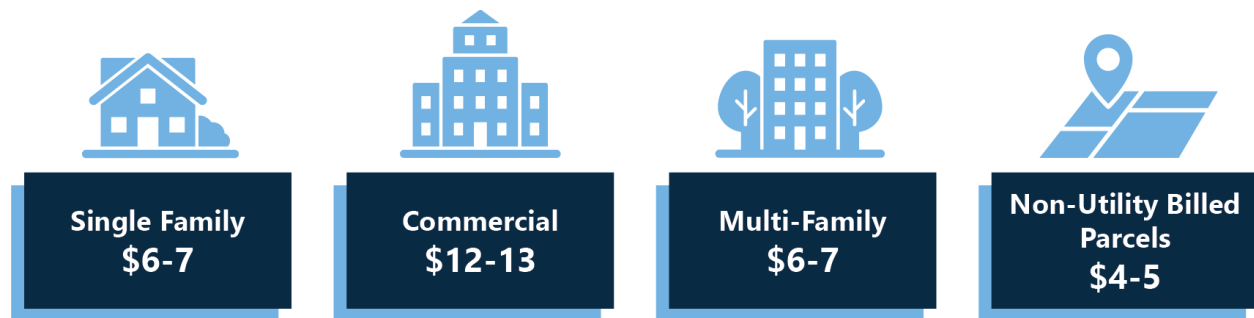 Single Family
$6-7
Commercial
$12-13
Multi-Family
$6-7
Non-Utility Billed
Parcels
$4-5